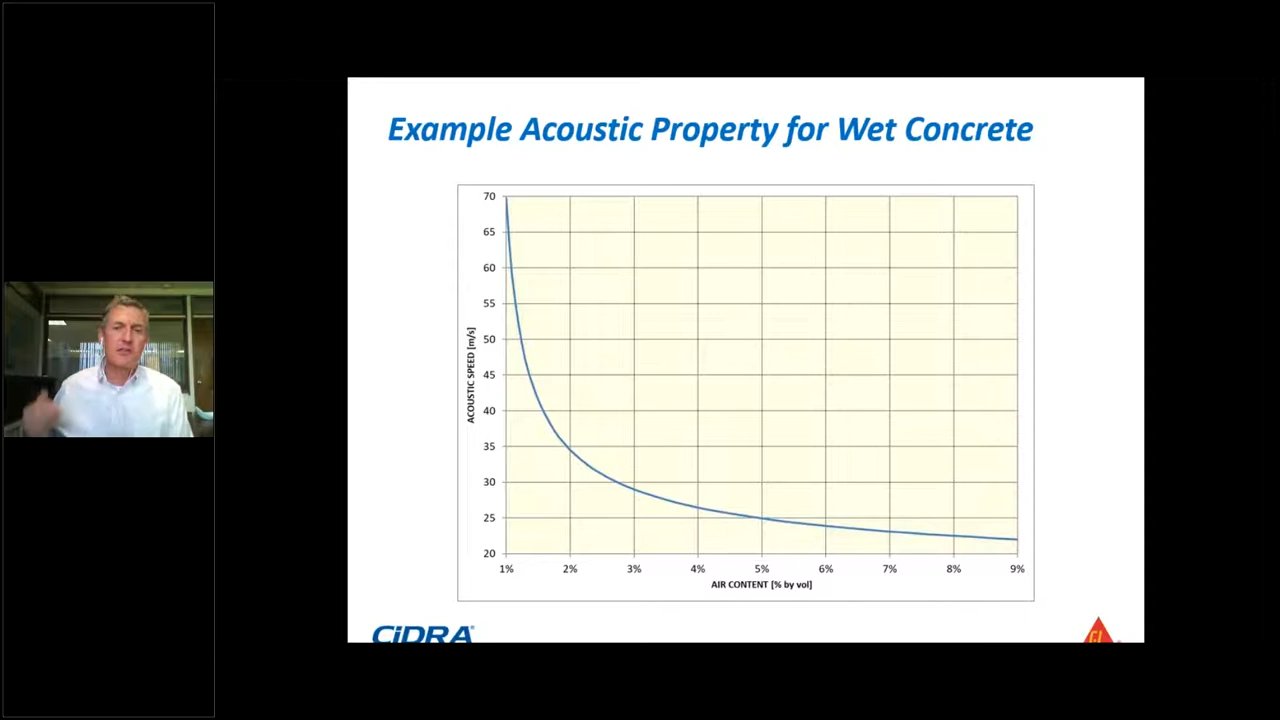 Example Acoustic Property for Wet Concrete
70
65
60
55
50
45
40
35
30
25
20
ACOUSTIC SPEED [m/s]
1% 2% 3% 4% 5% 6% 7% 8% 9%
AIR CONTENT [% by vol]
CiDRA®